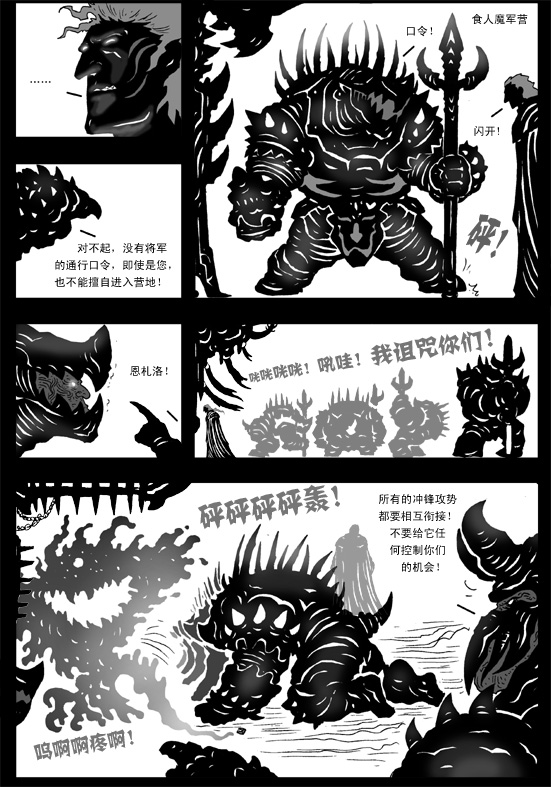 ……
食人魔军营
口令！
闪开！
砰！
对不起，没有将军
的通行口令，即使是您，
也不能擅自进入营地！
恩札洛！
咣咣咣咣！吼哇！我诅咒你们！
砰砰砰砰轰！
所有的冲锋攻势
都要相互衔接！
不要给它任
何控制你们
的机会！
呜啊啊疼啊！